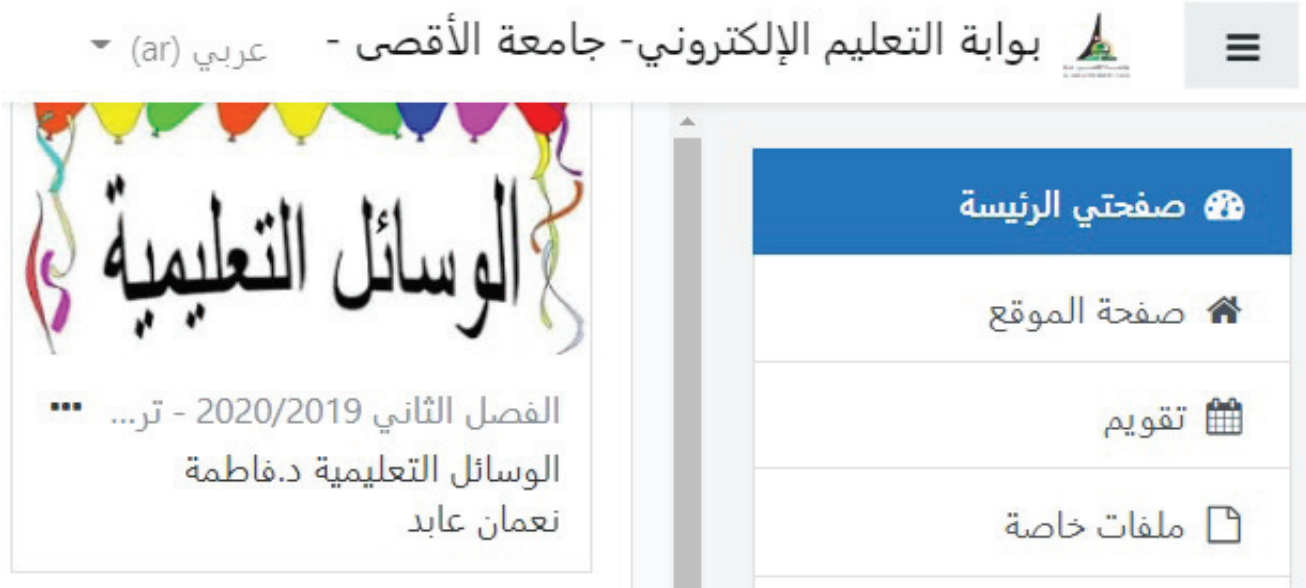 بوابة التعليم الإلكتروني- جامعة الأقصى -
عربي (ar)
صفحتي الرئيسة
صفحة الموقع
تقويم
ملفات خاصة
الوسائل التعليمية
الفصل الثاني 2020/2019 - تر...
الوسائل التعليمية د.فاطمة
نعمان عابد